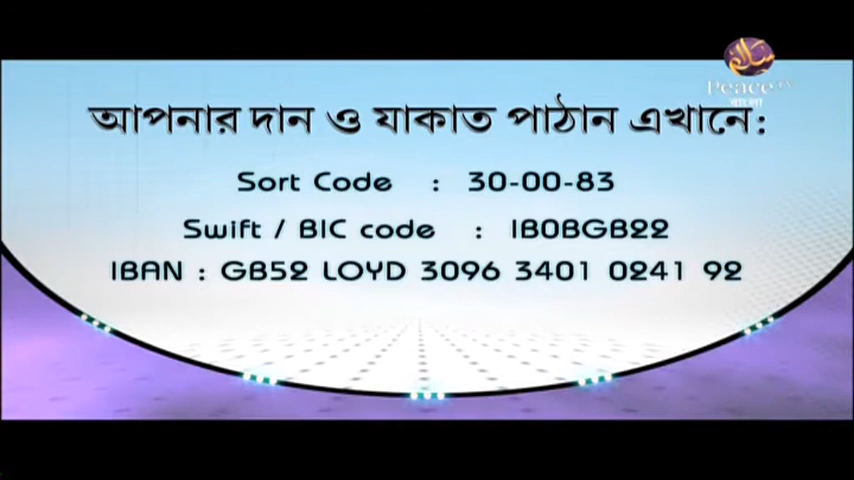 Peace TV
বাংলা
আপনার দান ও যাকাত পাঠান এখানে:
Sort Code : 30-00-83
Swift / BIC code : IBOBGB22
IBAN : GB52 LOYD 3096 3401 0241 92